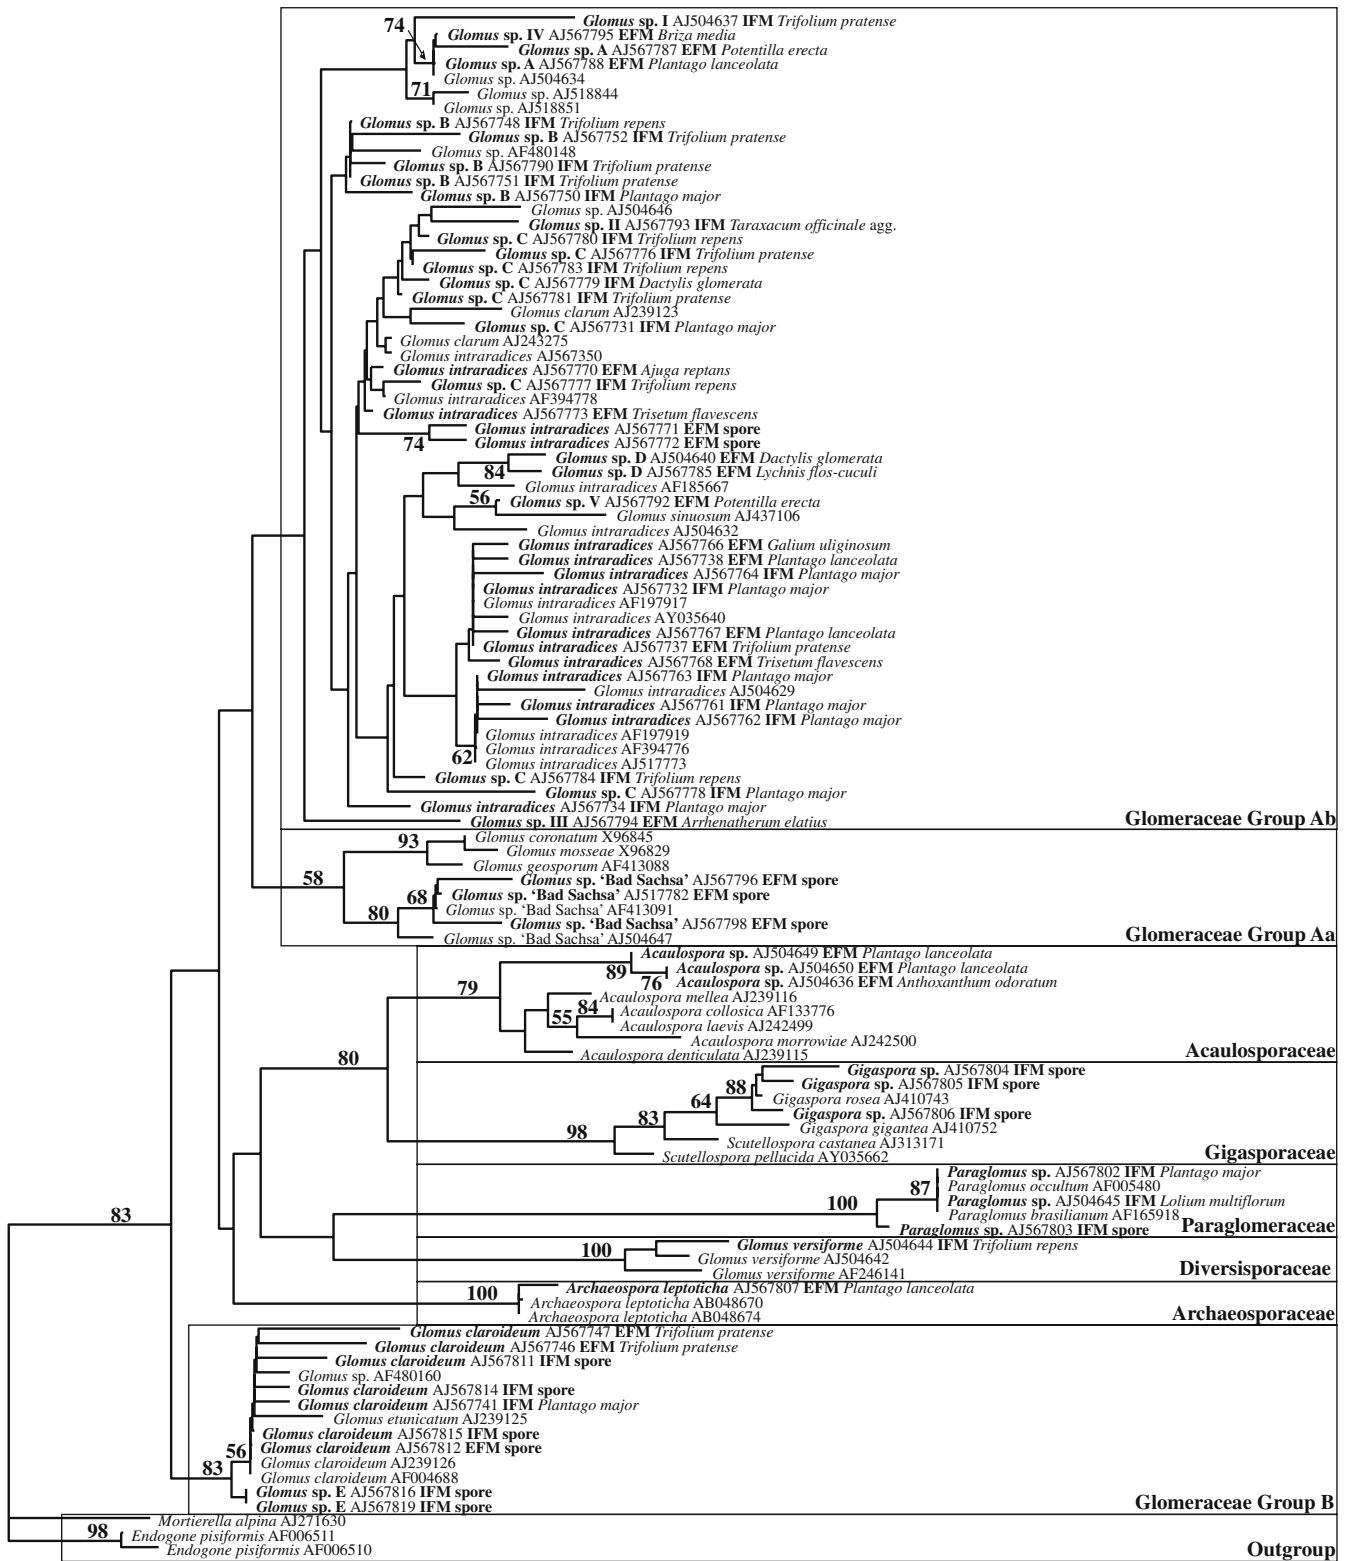 74
Glomus sp. I AJ504637 IFM Trifolium pratense
Glomus sp. IV AJ567795 EFM Briza media
Glomus sp. A AJ567787 EFM Potentilla erecta
Glomus sp. A AJ567788 EFM Plantago lanceolata
Glomus sp. AJ504634
71
Glomus sp. AJ518844
Glomus sp. AJ518851
Glomus sp. B AJ567748 IFM Trifolium repens
Glomus sp. B AJ567752 IFM Trifolium pratense
Glomus sp. AF480148
Glomus sp. B AJ567790 IFM Trifolium pratense
Glomus sp. B AJ567751 IFM Trifolium pratense
Glomus sp. B AJ567750 IFM Plantago major
Glomus sp. AJ504646
Glomus sp. II AJ567793 IFM Taraxacum officinale agg.
Glomus sp. C AJ567780 IFM Trifolium repens
Glomus sp. C AJ567776 IFM Trifolium pratense
Glomus sp. C AJ567783 IFM Trifolium repens
Glomus sp. C AJ567779 IFM Dactylis glomerata
Glomus sp. C AJ567781 IFM Trifolium pratense
Glomus clarum AJ239123
Glomus sp. C AJ567731 IFM Plantago major
Glomus clarum AJ243275
Glomus intraradices AJ567350
Glomus intraradices AJ567770 EFM Ajuga reptans
Glomus sp. C AJ567777 IFM Trifolium repens
Glomus intraradices AF394778
Glomus intraradices AJ567773 EFM Trisetum flavescens
Glomus intraradices AJ567771 EFM spore
74
Glomus intraradices AJ567772 EFM spore
Glomus sp. D AJ504640 EFM Dactylis glomerata
84
Glomus sp. D AJ567785 EFM Lychnis flos-cuculi
Glomus intraradices AF185667
56
Glomus sp. V AJ567792 EFM Potentilla erecta
Glomus sinuosum AJ437106
Glomus intraradices AJ504632
Glomus intraradices AJ567766 EFM Galium uliginosum
Glomus intraradices AJ567738 EFM Plantago lanceolata
Glomus intraradices AJ567764 IFM Plantago major
Glomus intraradices AJ567732 IFM Plantago major
Glomus intraradices AF197917
Glomus intraradices AY035640
Glomus intraradices AJ567767 EFM Plantago lanceolata
Glomus intraradices AJ567737 EFM Trifolium pratense
Glomus intraradices AJ567768 EFM Trisetum flavescens
Glomus intraradices AJ567763 IFM Plantago major
Glomus intraradices AJ504629
Glomus intraradices AJ567761 IFM Plantago major
Glomus intraradices AJ567762 IFM Plantago major
Glomus intraradices AF197919
Glomus intraradices AF394776
62
Glomus intraradices AJ517773
Glomus sp. C AJ567784 IFM Trifolium repens
Glomus sp. C AJ567778 IFM Plantago major
Glomus intraradices AJ567734 IFM Plantago major
Glomus sp. III AJ567794 EFM Arrhenatherum elatius
Glomeraceae Group Ab
93
Glomus coronatum X96845
Glomus mosseae X96829
Glomus geosporum AF413088
58
Glomus sp. ‘Bad Sachsa’ AJ567796 EFM spore
68
Glomus sp. ‘Bad Sachsa’ AJ517782 EFM spore
80
Glomus sp. ‘Bad Sachsa’ AF413091
Glomus sp. ‘Bad Sachsa’ AJ567798 EFM spore
Glomus sp. ‘Bad Sachsa’ AJ504647
Glomeraceae Group Aa
Acaulospora sp. AJ504649 EFM Plantago lanceolata
89
Acaulospora sp. AJ504650 EFM Plantago lanceolata
76
Acaulospora sp. AJ504636 EFM Anthoxanthum odoratum
79
Acaulospora mellea AJ239116
84
Acaulospora collosica AF133776
55
Acaulospora laevis AJ242499
Acaulospora morrowiae AJ242500
Acaulospora denticulata AJ239115
Acaulosporaceae
80
Gigaspora sp. AJ567804 IFM spore
88
Gigaspora sp. AJ567805 IFM spore
Gigaspora rosea AJ410743
64
Gigaspora sp. AJ567806 IFM spore
83
Gigaspora gigantea AJ410752
98
Scutellospora castanea AJ313171
Scutellospora pellucida AY035662
Gigasporaceae
Paraglomus sp. AJ567802 IFM Plantago major
87
Paraglomus occultum AF005480
100
Paraglomus sp. AJ504645 IFM Lolium multiflorum
Paraglomus brasilianum AF165918
Paraglomus sp. AJ567803 IFM spore
Paraglomeraceae
83
100
Glomus versiforme AJ504644 IFM Trifolium repens
Glomus versiforme AJ504642
Glomus versiforme AF246141
Diversisporaceae
100
Archaeospora leptoticha AJ567807 EFM Plantago lanceolata
Archaeospora leptoticha AB048670
Archaeospora leptoticha AB048674
Archaeosporaceae
Glomus claroideum AJ567747 EFM Trifolium pratense
Glomus claroideum AJ567746 EFM Trifolium pratense
Glomus claroideum AJ567811 IFM spore
Glomus sp. AF480160
Glomus claroideum AJ567814 IFM spore
Glomus claroideum AJ567741 IFM Plantago major
Glomus etunicatum AJ239125
Glomus claroideum AJ567815 IFM spore
56
Glomus claroideum AJ567812 EFM spore
83
Glomus claroideum AJ239126
Glomus claroideum AF004688
Glomus sp. E AJ567816 IFM spore
Glomus sp. E AJ567819 IFM spore
Glomeraceae Group B
Mortierella alpina AJ271630
98
Endogone pisiformis AF006511
Endogone pisiformis AF006510
Outgroup